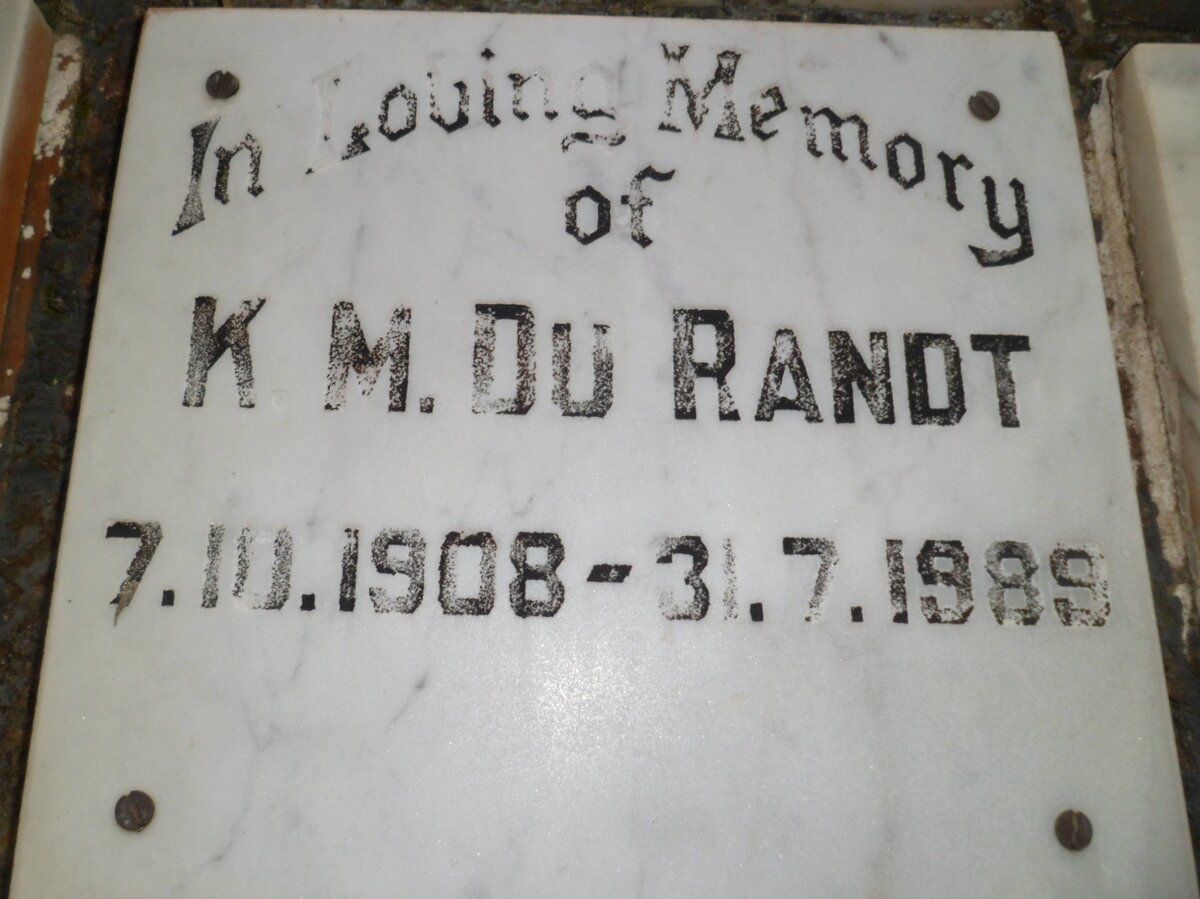 In Loving Memory
of
K. M. DU RANDT
7.10.1908-31.7.1989